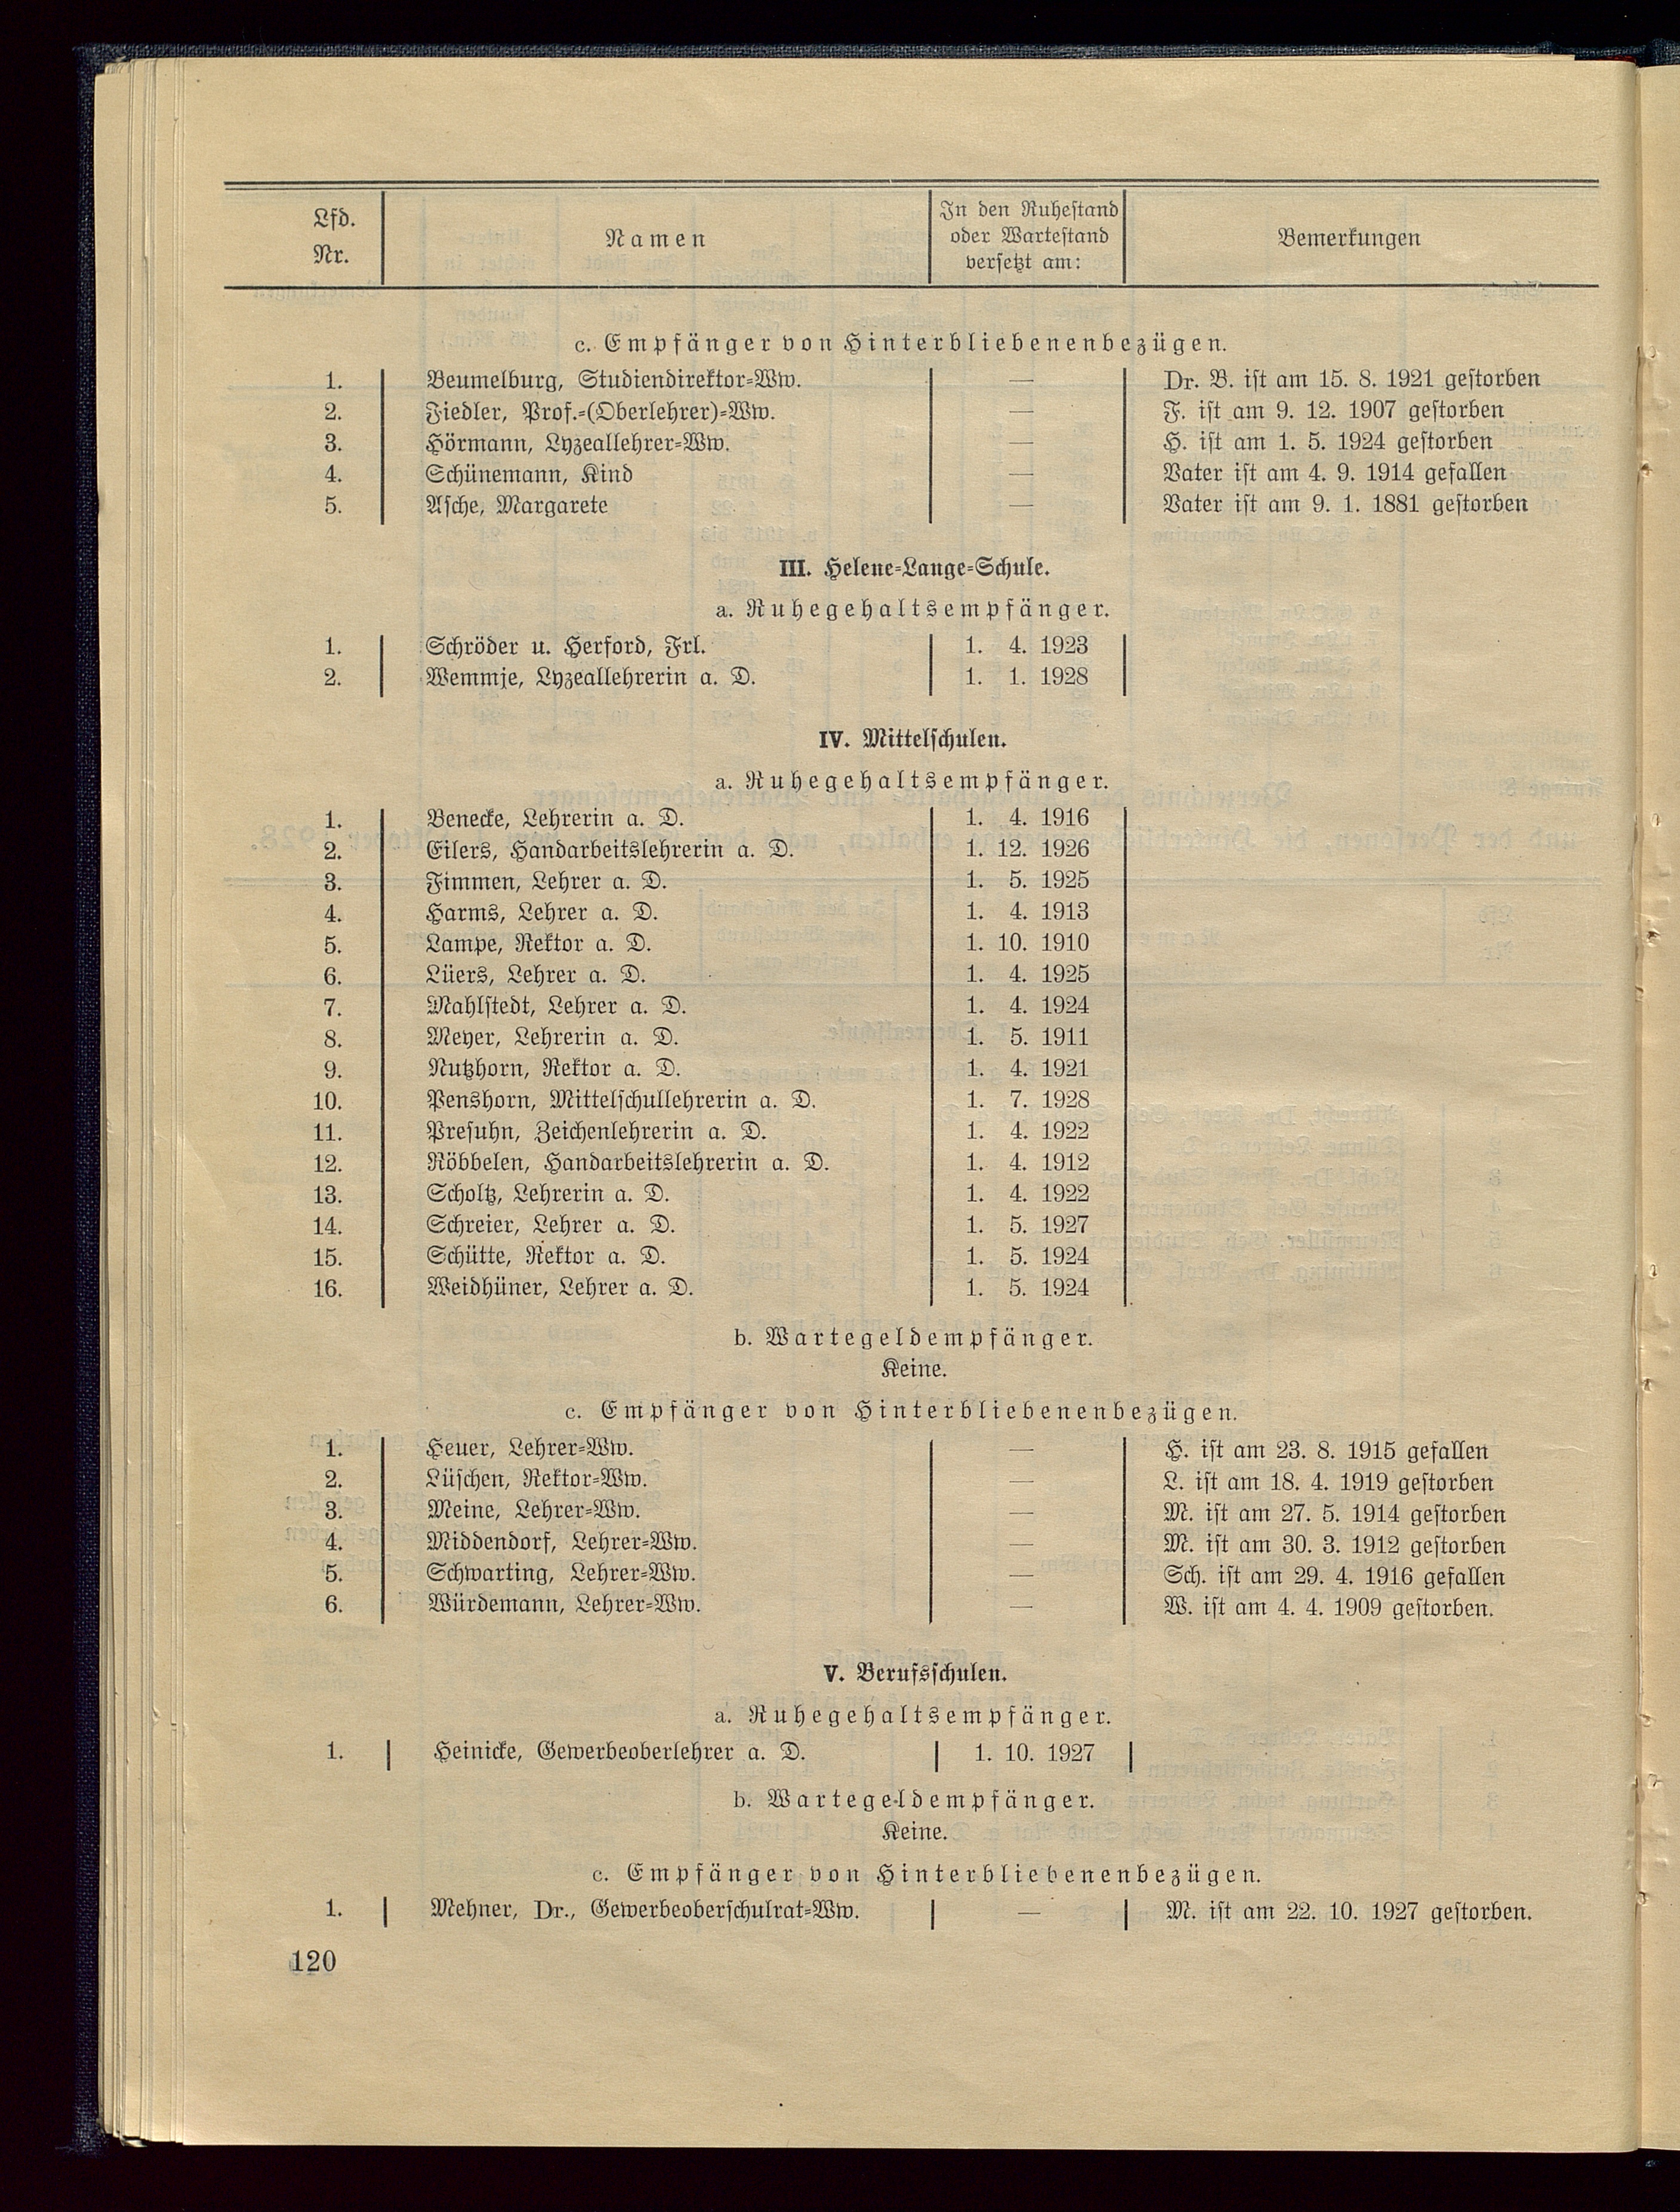 Lfd. Nr. | Namen | In den Ruhestand oder Wartestand versetzt am: | Bemerkungen
c. Empfänger von Hinterbliebenenbezügen.
1. Beumelburg, Studiendirektor-Ww. — Dr. B. ist am 15. 8. 1921 gestorben
2. Fiedler, Prof.-(Oberlehrer)-Ww. — F. ist am 9. 12. 1907 gestorben
3. Hörmann, Lyzeallehrer-Ww. — H. ist am 1. 5. 1924 gestorben
4. Schünemann, Kind — Vater ist am 4. 9. 1914 gefallen
5. Asche, Margarete — Vater ist am 9. 1. 1881 gestorben
III. Helene-Lange-Schule.
a. Ruhegehaltsempfänger.
1. Schröder u. Herford, Frl. 1. 4. 1923
2. Wemmje, Lyzeallehrerin a. D. 1. 1. 1928
IV. Mittelschulen.
a. Ruhegehaltsempfänger.
1. Benecke, Lehrerin a. D. 1. 4. 1916
2. Eilers, Handarbeitslehrerin a. D. 1. 12. 1926
3. Fimmen, Lehrer a. D. 1. 5. 1925
4. Harms, Lehrer a. D. 1. 4. 1913
5. Lampe, Rektor a. D. 1. 10. 1910
6. Lüers, Lehrer a. D. 1. 4. 1925
7. Mahlstedt, Lehrer a. D. 1. 4. 1924
8. Meyer, Lehrerin a. D. 1. 5. 1911
9. Nutzhorn, Rektor a. D. 1. 4. 1921
10. Penshorn, Mittelschullehrerin a. D. 1. 7. 1928
11. Presuhn, Zeichenlehrerin a. D. 1. 4. 1922
12. Röbbelen, Handarbeitslehrerin a. D. 1. 4. 1912
13. Scholtz, Lehrerin a. D. 1. 4. 1922
14. Schreier, Lehrer a. D. 1. 5. 1927
15. Schütte, Rektor a. D. 1. 5. 1924
16. Weidhüner, Lehrer a. D. 1. 5. 1924
b. Wartegeldempfänger.
Keine.
c. Empfänger von Hinterbliebenenbezügen.
1. Heuer, Lehrer-Ww. — H. ist am 23. 8. 1915 gefallen
2. Lüschen, Rektor-Ww. — L. ist am 18. 4. 1919 gestorben
3. Meine, Lehrer-Ww. — M. ist am 27. 5. 1914 gestorben
4. Middendorf, Lehrer-Ww. — M. ist am 30. 3. 1912 gestorben
5. Schwarting, Lehrer-Ww. — Sch. ist am 29. 4. 1916 gefallen
6. Würdemann, Lehrer-Ww. — W. ist am 4. 4. 1909 gestorben.
V. Berufsschulen.
a. Ruhegehaltsempfänger.
1. Heinicke, Gewerbeoberlehrer a. D. 1. 10. 1927
b. Wartegeldempfänger.
Keine.
c. Empfänger von Hinterbliebenenbezügen.
1. Mehner, Dr., Gewerbeoberschulrat-Ww. — M. ist am 22. 10. 1927 gestorben.
120